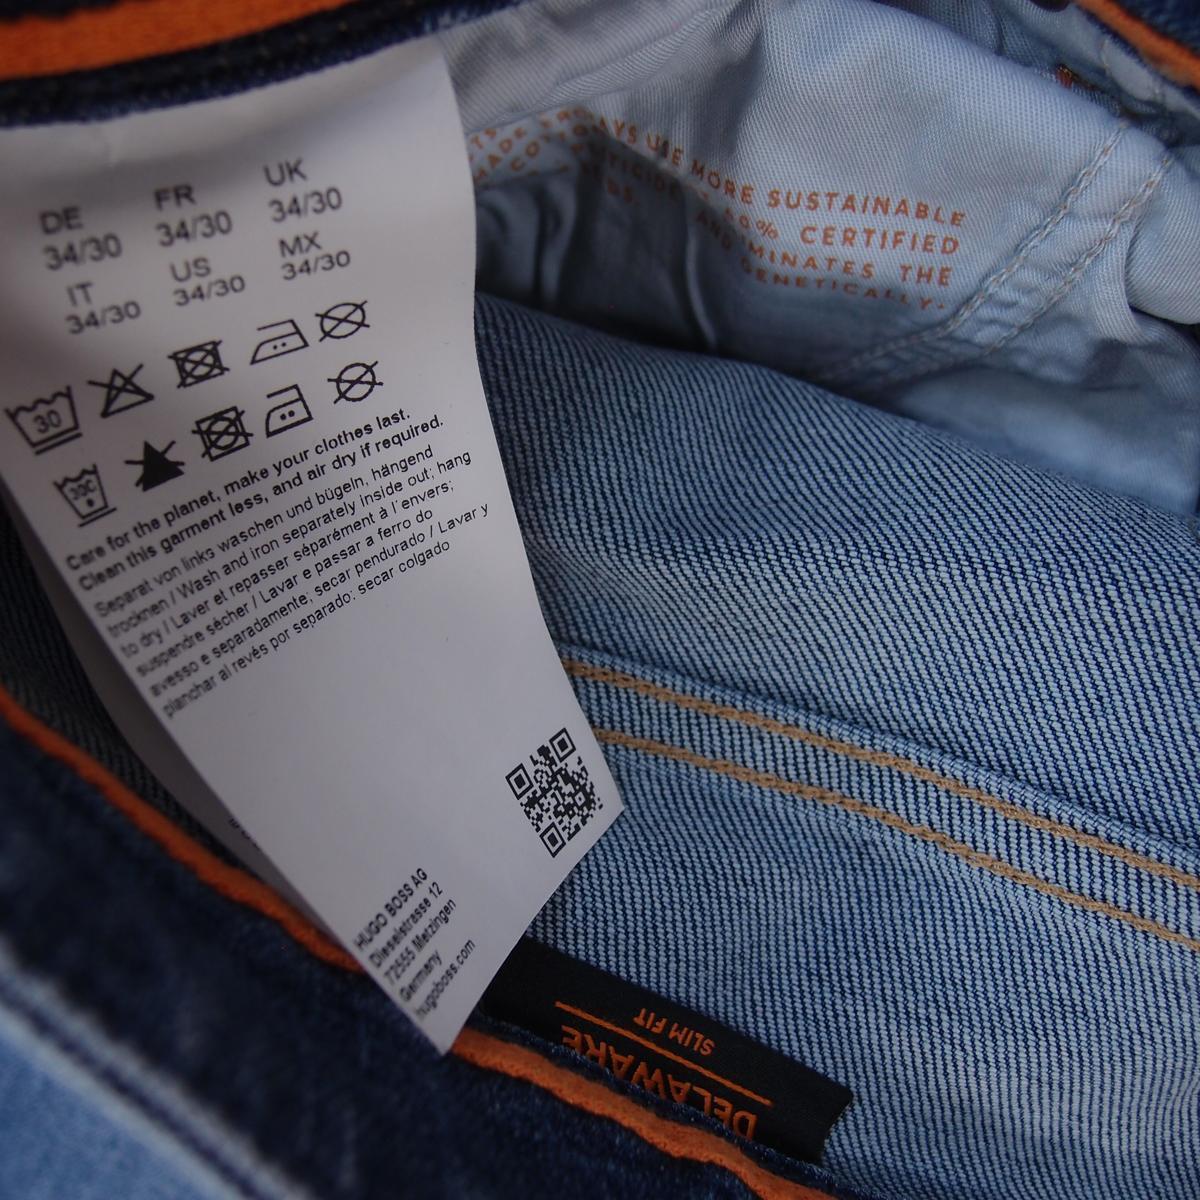 DE FR UK
34/30 34/30 34/30
IT US MX
34/30 34/30 34/30
30
30C
Care for the planet, make your clothes last.
Clean this garment less, and air dry if required.
Separat von links waschen und bügeln, hängend
trocknen / Wash and iron separately inside out; hang
to dry / Laver et repasser séparément à l'envers;
suspendre sécher / Lavar e passar a ferro do
avesso e separadamente; secar pendurado / Lavar y
planchar al revés por separado; secar colgado
HUGO BOSS AG
Dieselstrasse 12
72555 Metzingen
Germany
hugoboss.com
USE MORE SUSTAINABLE
60% CERTIFIED
THE
GENETICALLY-
DELAWARE
SLIM FIT